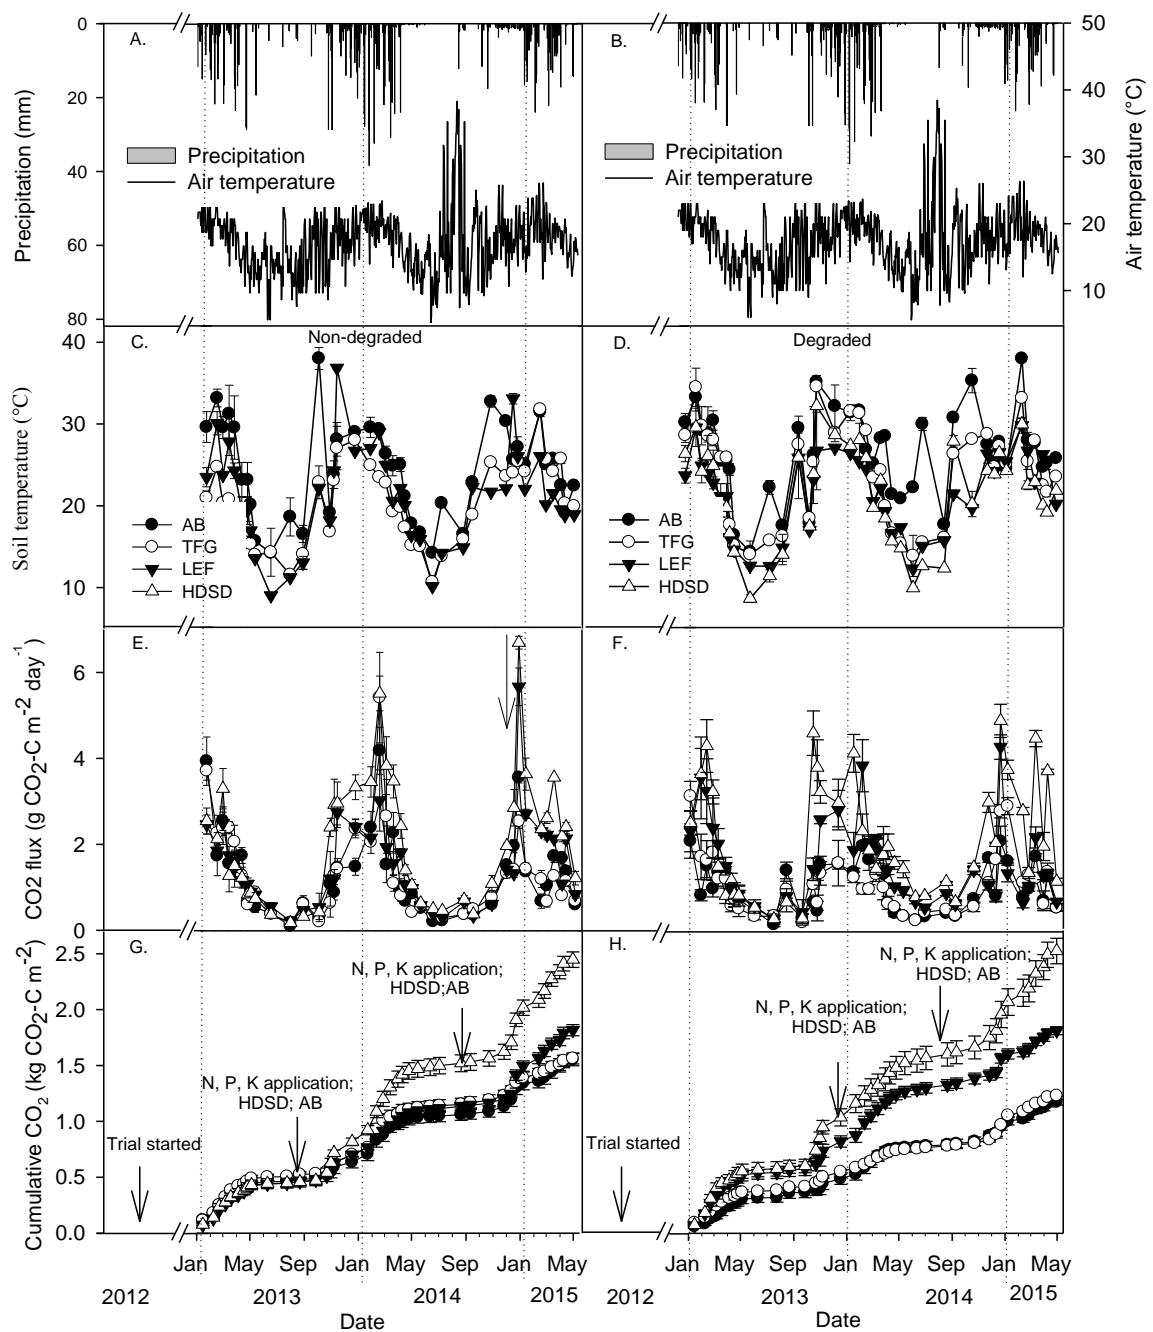 A.
B.
Precipitation (mm)
0
20
40
60
80
Precipitation
Air temperature
Precipitation
Air temperature
50
40
30
20
10
Air temperature (°C)
C.
Non-degraded
D.
Degraded
Soil temperature (°C)
40
30
20
10
AB
TFG
LEF
HDSD
AB
TFG
LEF
HDSD
E.
F.
CO2 flux (g CO2-C m-2 day-1)
6
4
2
0
G.
H.
Cumulative CO2 (kg CO2-C m-2)
2.5
2.0
1.5
1.0
0.5
0.0
N, P, K application;
HDSD;AB
N, P, K application;
HDSD; AB
Trial started
N, P, K application;
HDSD; AB
N, P, K application;
HDSD; AB
Trial started
Jan May Sep Jan May Sep Jan May
2012 2013 2014 2015
Date
Jan May Sep Jan May Sep Jan May
2012 2013 2014 2015
Date